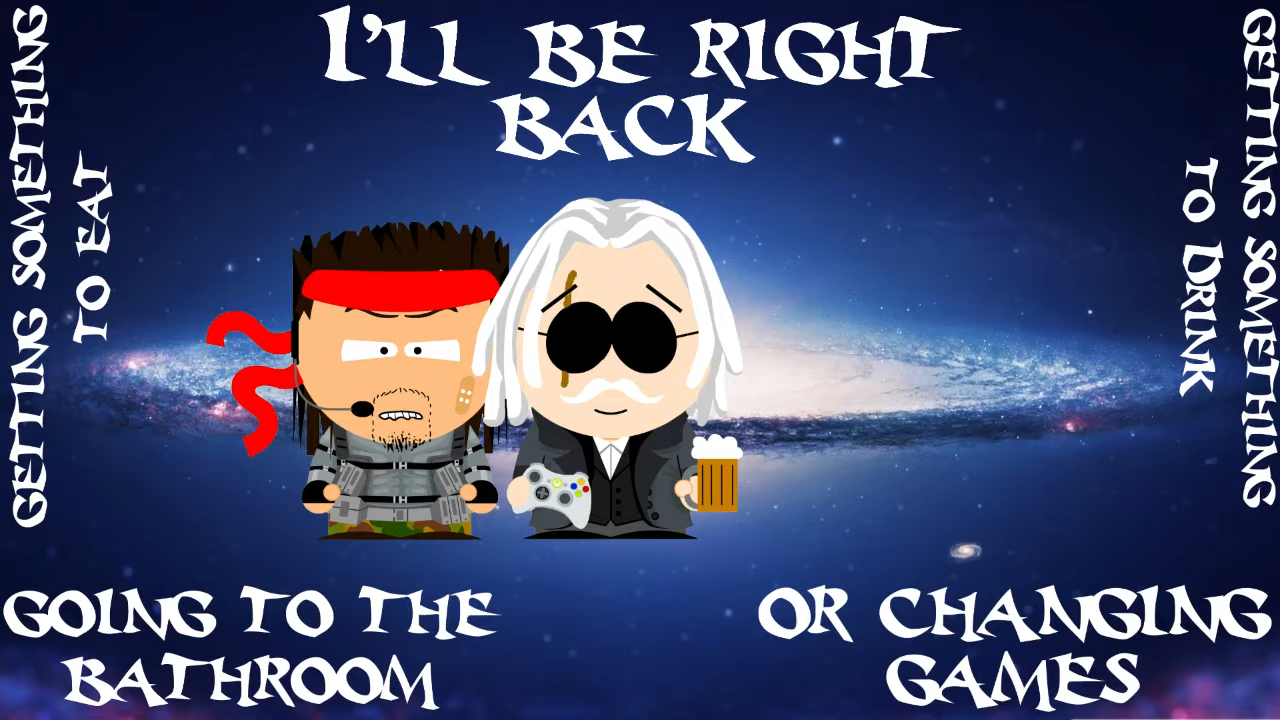 I'LL BE RIGHT
BACK
GETTING SOMETHING
TO EAT
GETTING SOMETHING
TO DRINK
GOING TO THE
BATHROOM
OR CHANGING
GAMES